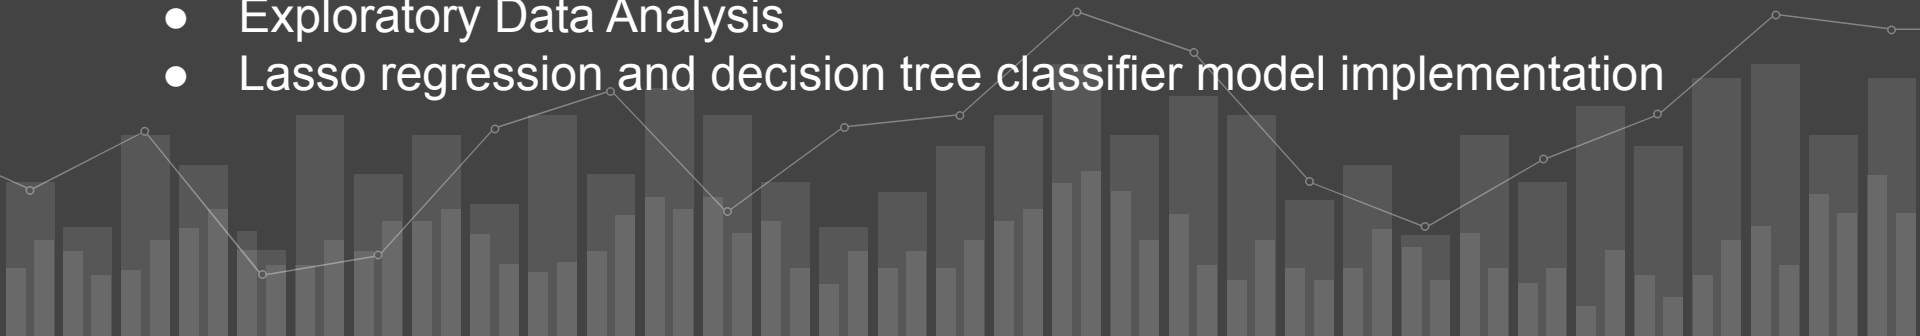 ● Exploratory Data Analysis
● Lasso regression and decision tree classifier model implementation